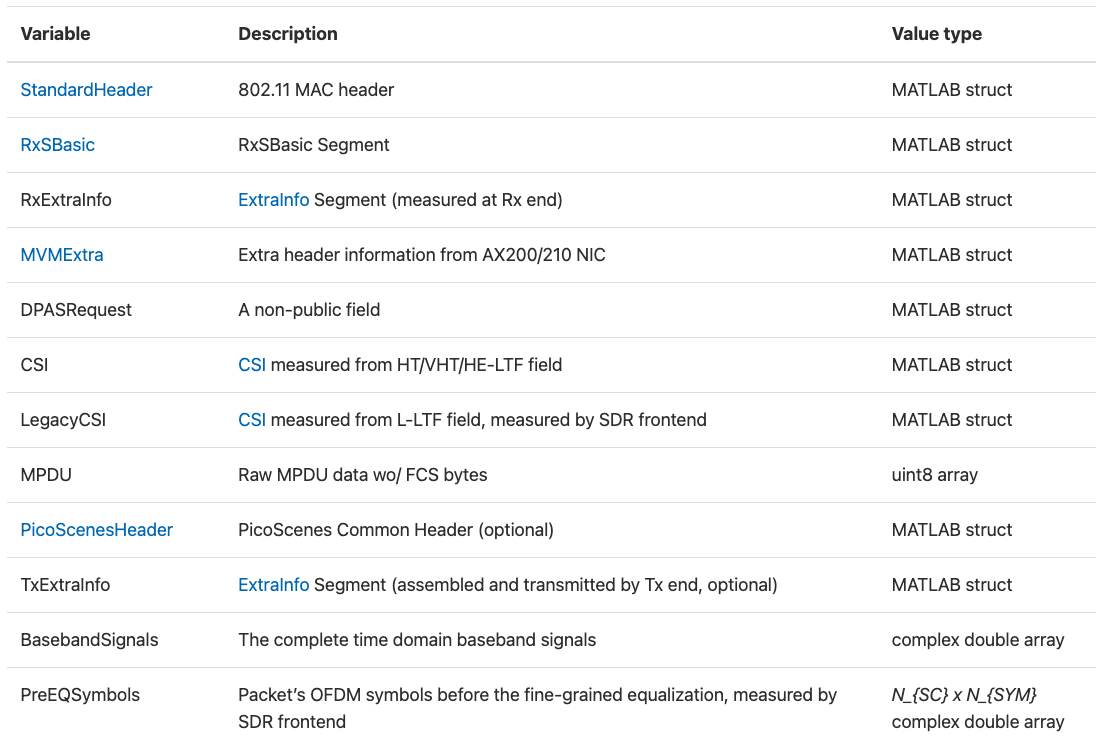 Variable Description Value type
StandardHeader 802.11 MAC header MATLAB struct
RxSBasic RxSBasic Segment MATLAB struct
RxExtraInfo ExtraInfo Segment (measured at Rx end) MATLAB struct
MVMExtra Extra header information from AX200/210 NIC MATLAB struct
DPASRequest A non-public field MATLAB struct
CSI CSI measured from HT/VHT/HE-LTF field MATLAB struct
LegacyCSI CSI measured from L-LTF field, measured by SDR frontend MATLAB struct
MPDU Raw MPDU data wo/ FCS bytes uint8 array
PicoScenesHeader PicoScenes Common Header (optional) MATLAB struct
TxExtraInfo ExtraInfo Segment (assembled and transmitted by Tx end, optional) MATLAB struct
BasebandSignals The complete time domain baseband signals complex double array
PreEQSymbols Packet’s OFDM symbols before the fine-grained equalization, measured by N_{SC} x N_{SYM}
SDR frontend complex double array